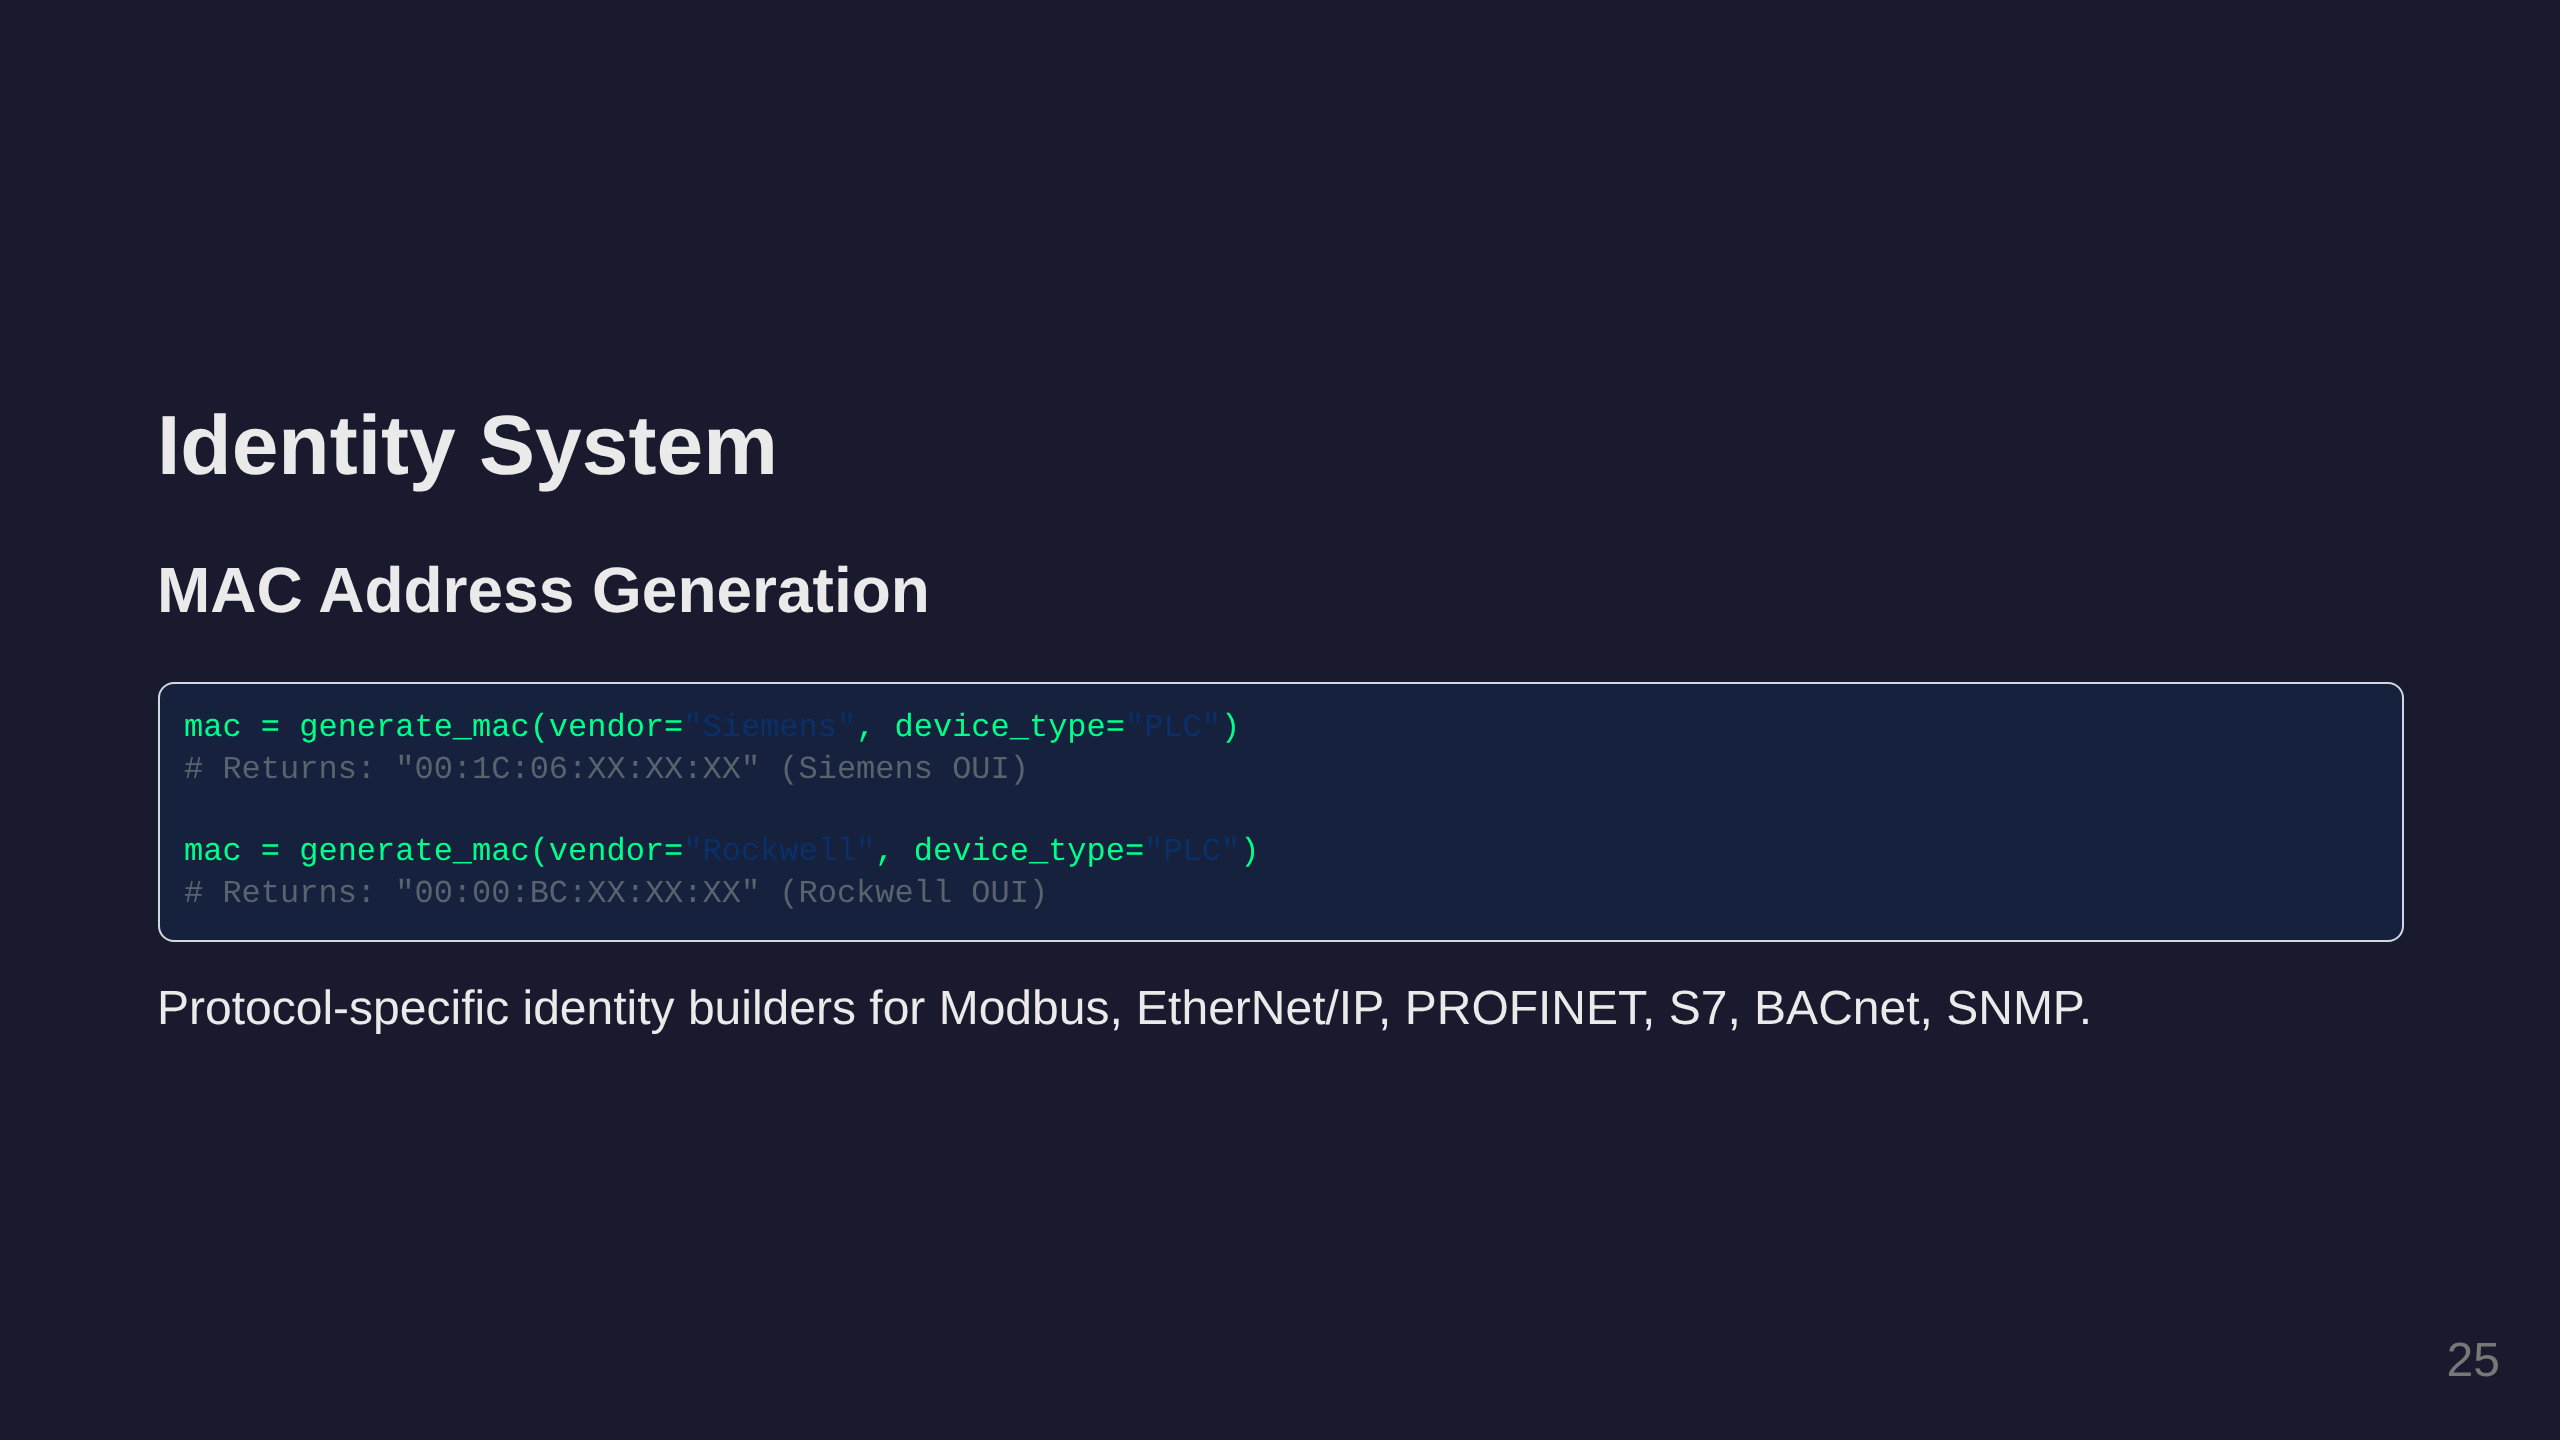 Identity System
MAC Address Generation
mac = generate_mac(vendor="Siemens", device_type="PLC")
# Returns: "00:1C:06:XX:XX:XX" (Siemens OUI)
mac = generate_mac(vendor="Rockwell", device_type="PLC")
# Returns: "00:00:BC:XX:XX:XX" (Rockwell OUI)
Protocol-specific identity builders for Modbus, EtherNet/IP, PROFINET, S7, BACnet, SNMP.
25